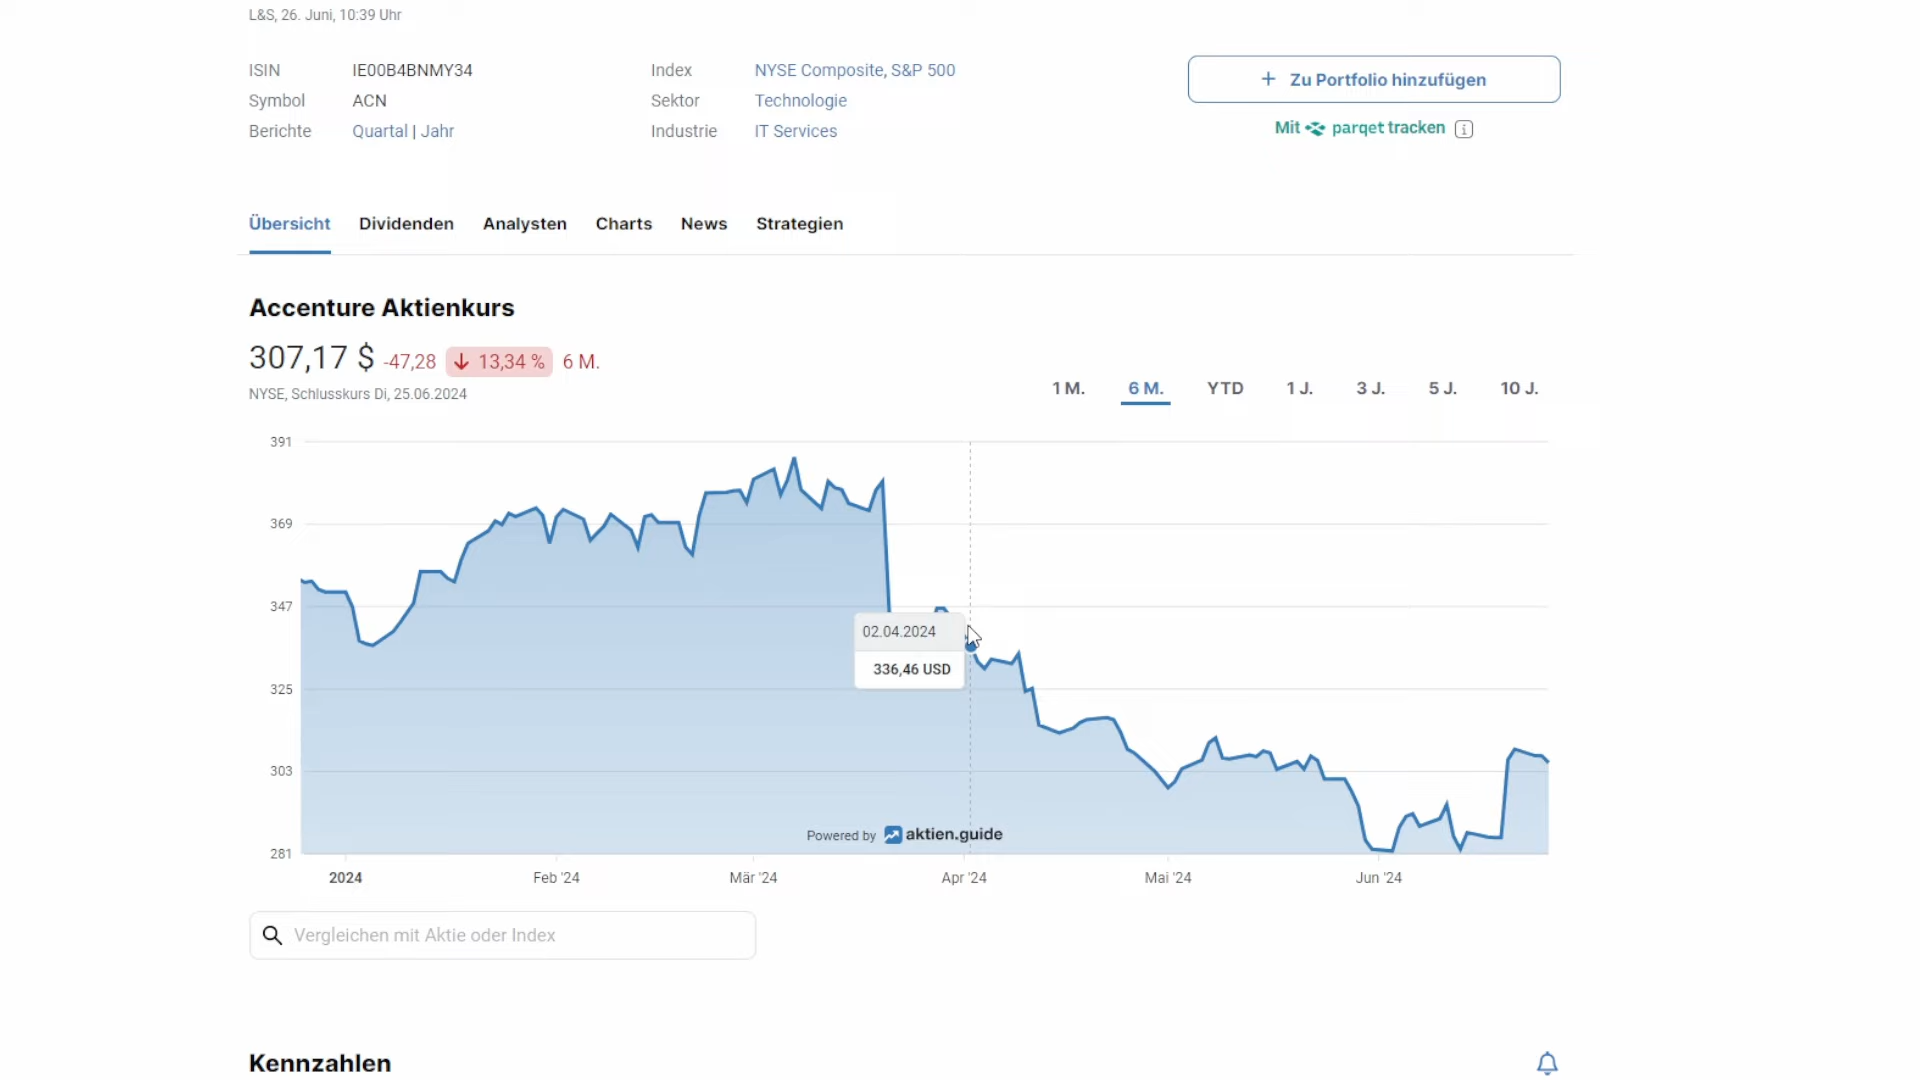 L&S, 26. Juni, 10:39 Uhr
ISIN IE00B4BNMY34 Index NYSE Composite, S&P 500
+ Zu Portfolio hinzufügen
Symbol ACN Sektor Technologie
Berichte Quartal | Jahr Industrie IT Services
Mit parqet tracken i
Übersicht Dividenden Analysten Charts News Strategien
Accenture Aktienkurs
307,17 $ -47,28 13,34 % 6 M.
NYSE, Schlusskurs Di, 25.06.2024
1 M. 6 M. YTD 1 J. 3 J. 5 J. 10 J.
391
369
347
02.04.2024
336,46 USD
325
303
Powered by aktien.guide
281
2024 Feb '24 Mär '24 Apr '24 Mai '24 Jun '24
Vergleichen mit Aktie oder Index
Kennzahlen